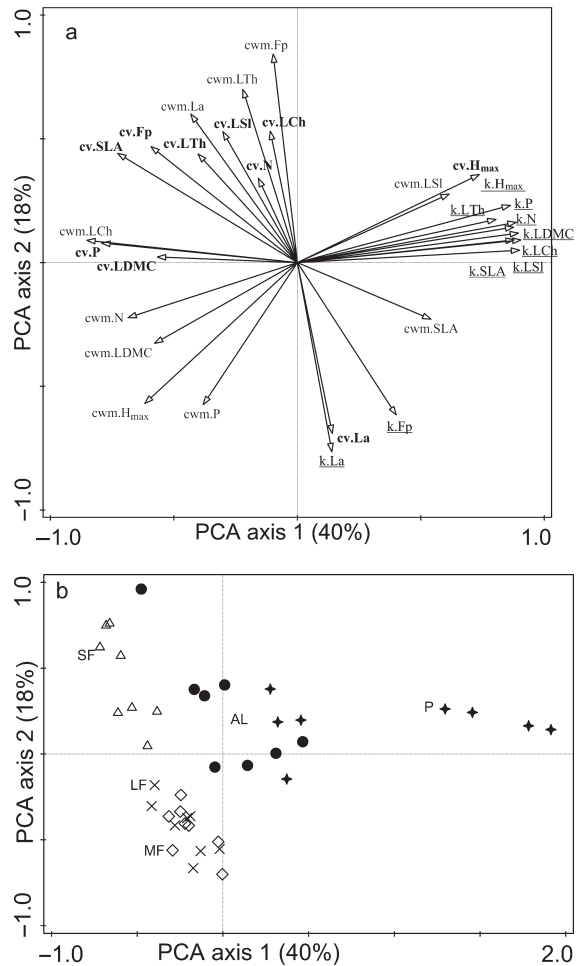 1.0
a
cwm.Fp
cwm.LTh
cwm.La
cv.Fp
cv.LSl
cv.LCh
cv.SLA
cv.LTh
cv.N
cv.Hmax
cwm.LSl
k.Hmax
k.P
k.LTh
k.N
cwm.LCh
k.LDMC
cv.P
k.LCh
cv.LDMC
k.SLA
k.LSl
cwm.N
cwm.SLA
cwm.LDMC
cwm.Hmax
cwm.P
k.Fp
cv.La
k.La
PCA axis 2 (18%)
−1.0
−1.0
PCA axis 1 (40%)
1.0
b
1.0
SF
AL
P
LF
MF
PCA axis 2 (18%)
−1.0
−1.0
PCA axis 1 (40%)
2.0